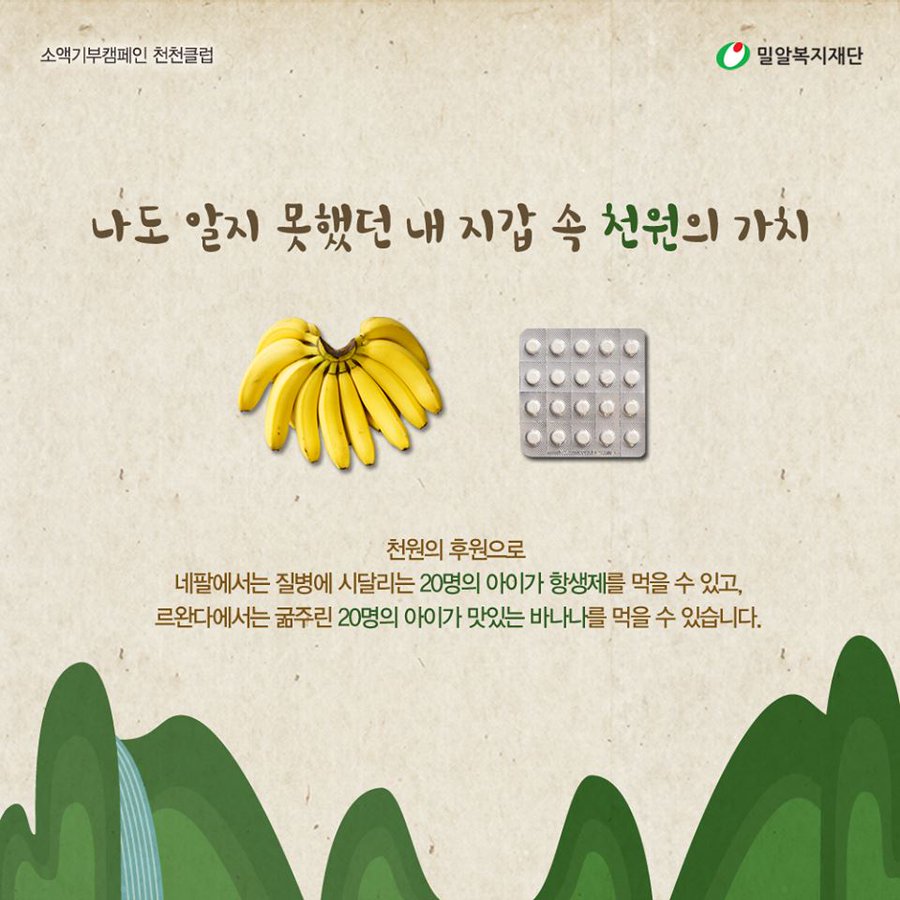 소액기부캠페인 천천클럽
밀알복지재단
나도 알지 못했던 내 지갑 속 천원의 가치
천원의 후원으로
네팔에서는 질병에 시달리는 20명의 아이가 항생제를 먹을 수 있고,
르완다에서는 굶주린 20명의 아이가 맛있는 바나나를 먹을 수 있습니다.